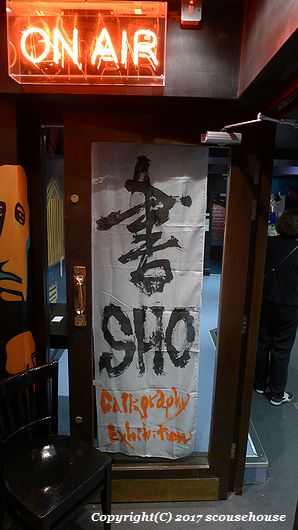 ON AIR
書
SHO
Calligraphy
Exhibition
Copyright(C) 2017 scousehouse